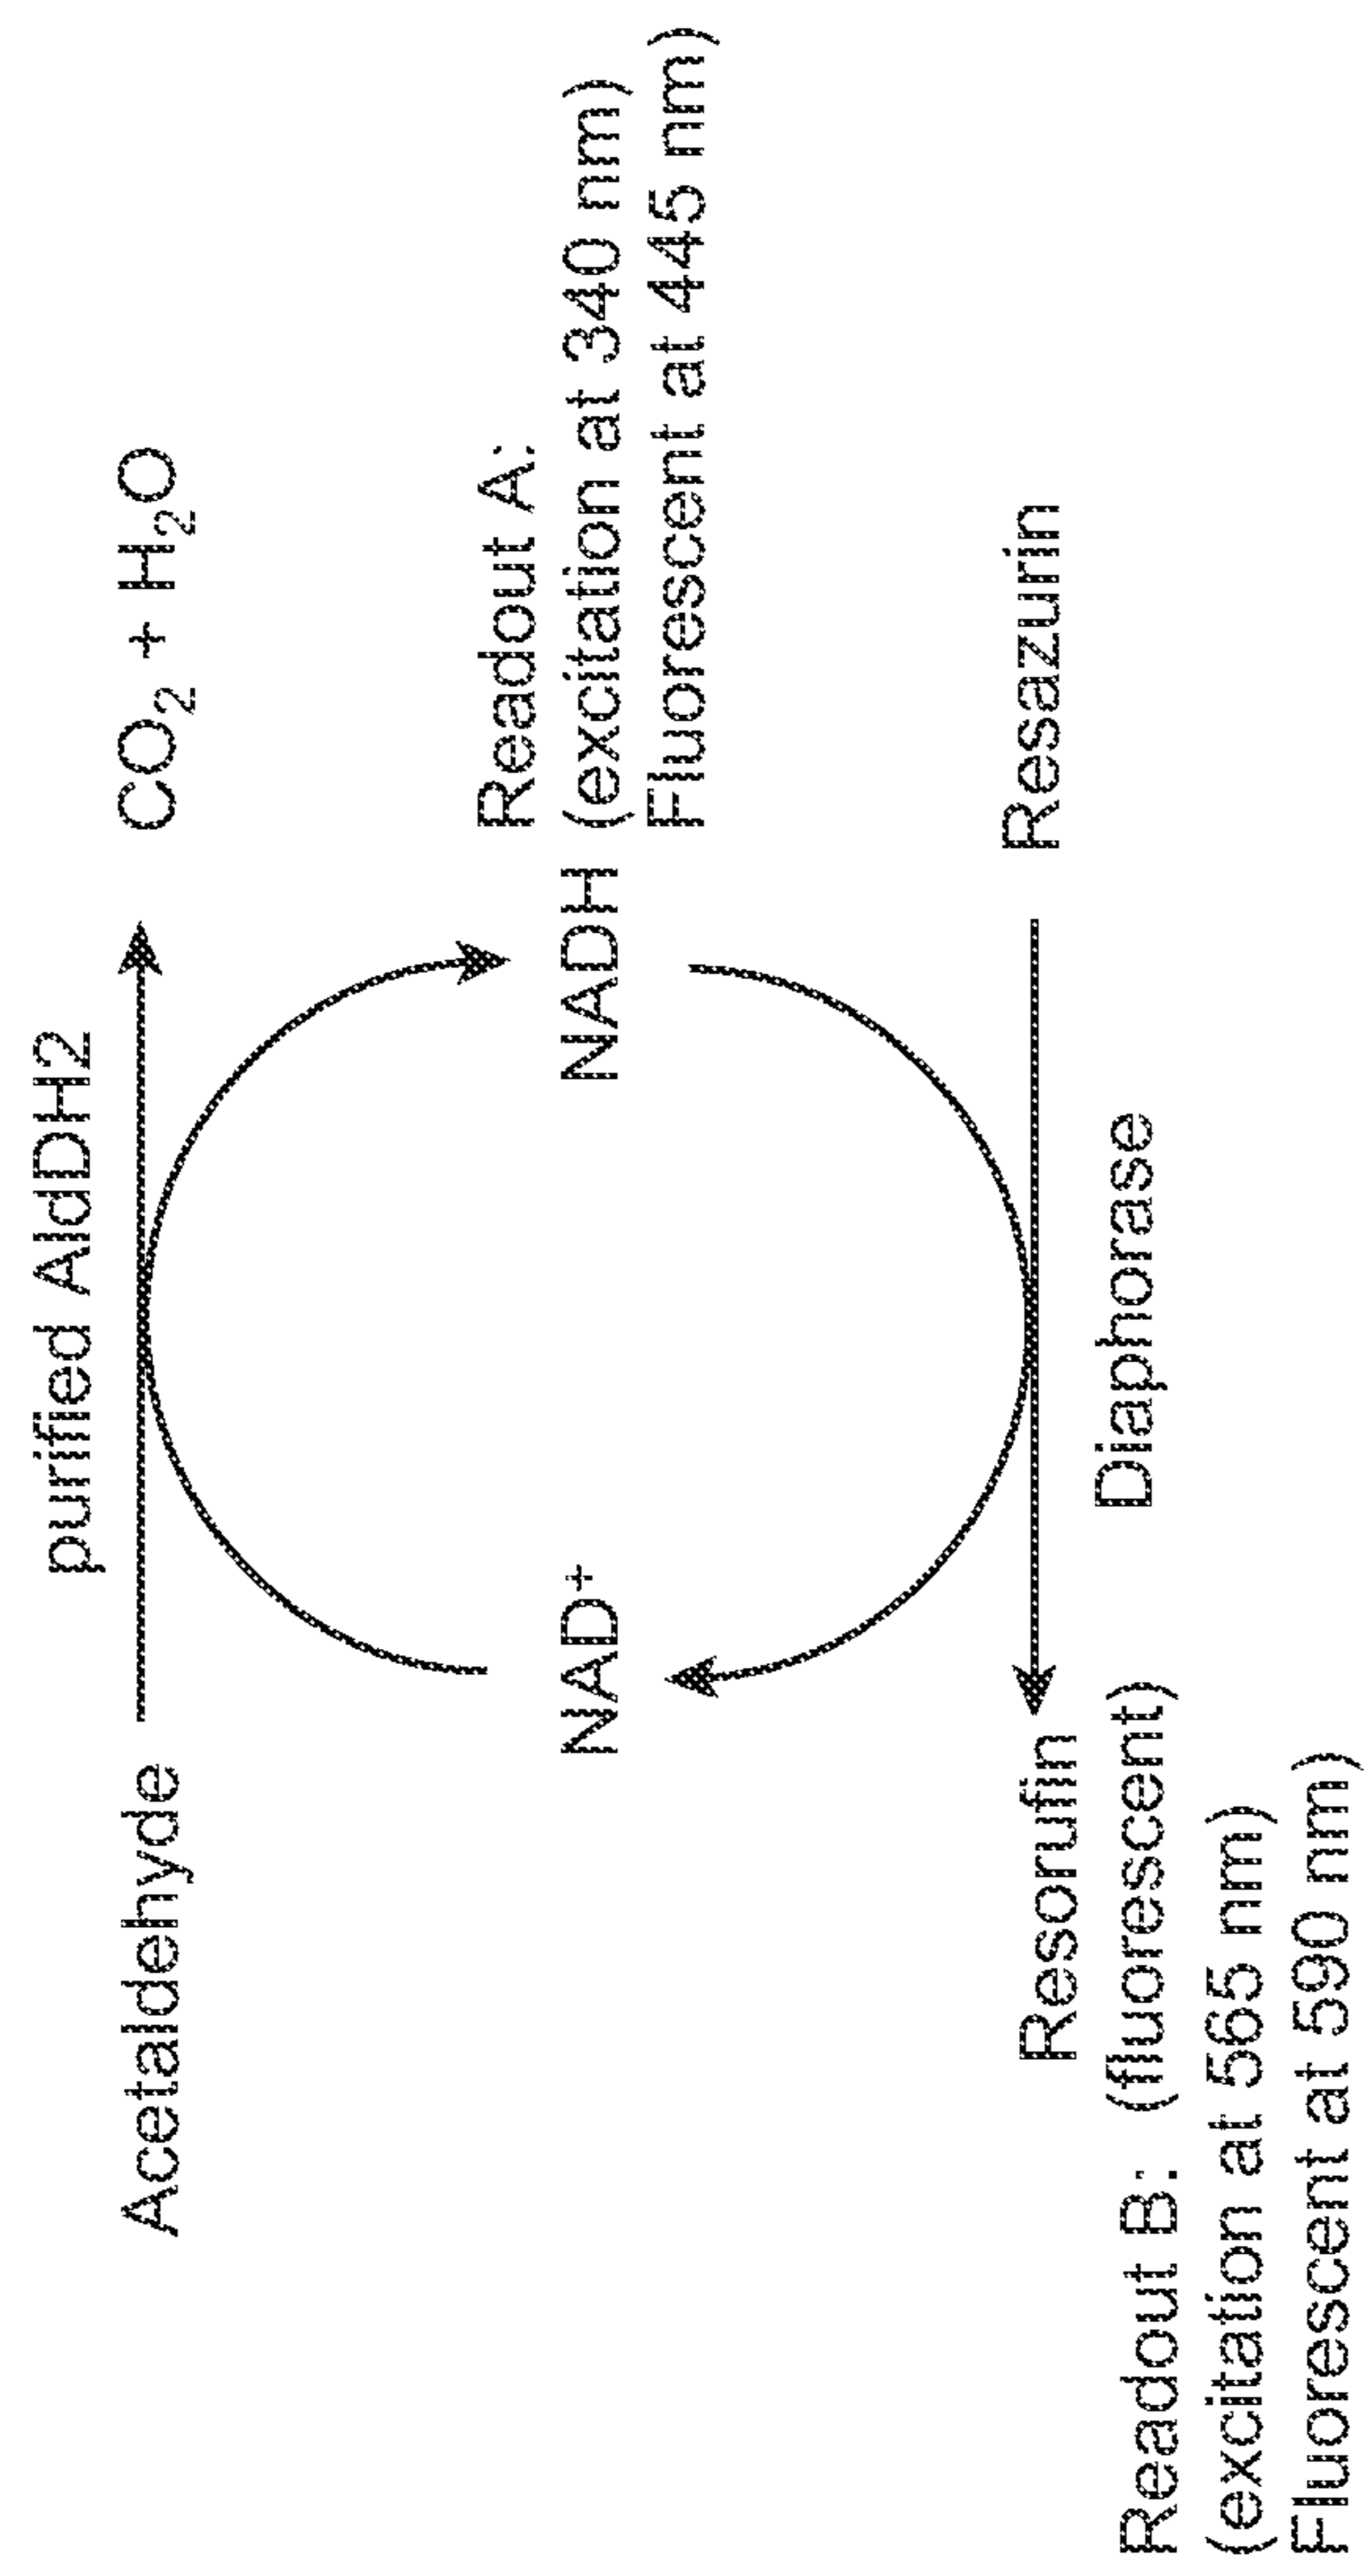 purified AldDH2
Acetaldehyde
CO₂ + H₂O
Readout A:
NAD⁺
NADH (excitation at 340 nm)
Fluorescent at 445 nm)
Resorufin
Resazurin
Readout B: (fluorescent)
Diaphorase
(excitation at 565 nm)
Fluorescent at 590 nm)